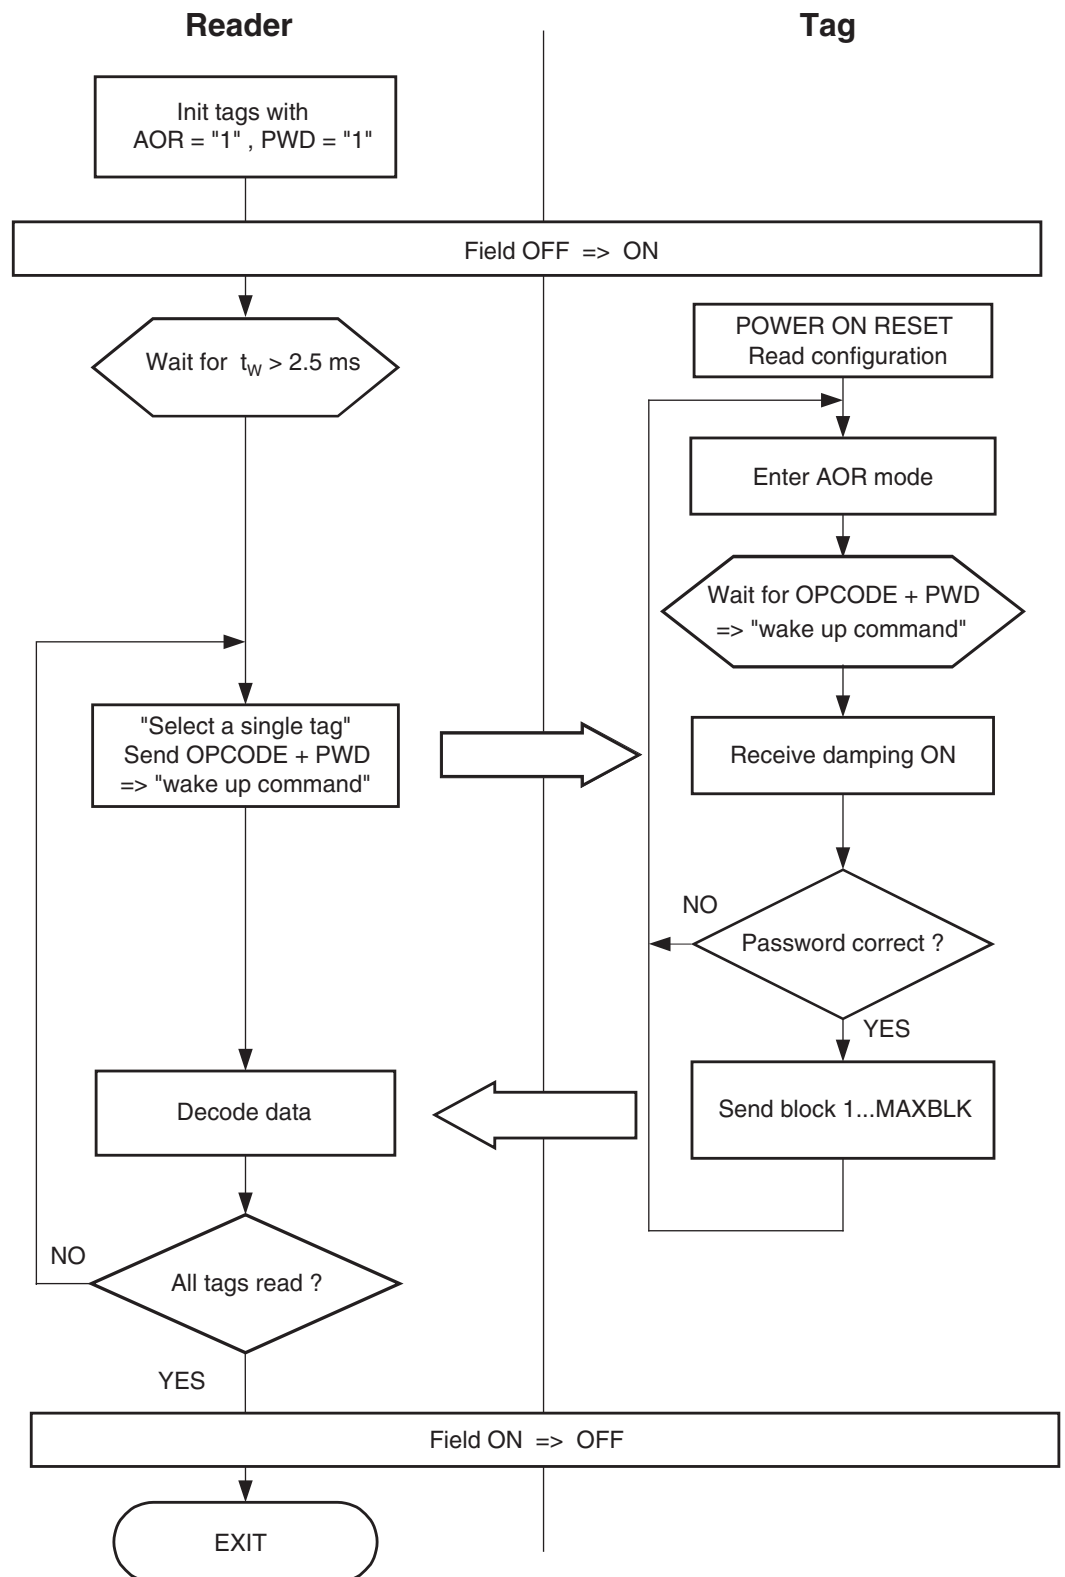 Reader
Tag
Init tags with
AOR = "1" , PWD = "1"
Field OFF => ON
Wait for tW > 2.5 ms
POWER ON RESET
Read configuration
Enter AOR mode
Wait for OPCODE + PWD
=> "wake up command"
"Select a single tag"
Send OPCODE + PWD
=> "wake up command"
Receive damping ON
NO
Password correct ?
YES
Decode data
Send block 1...MAXBLK
NO
All tags read ?
YES
Field ON => OFF
EXIT